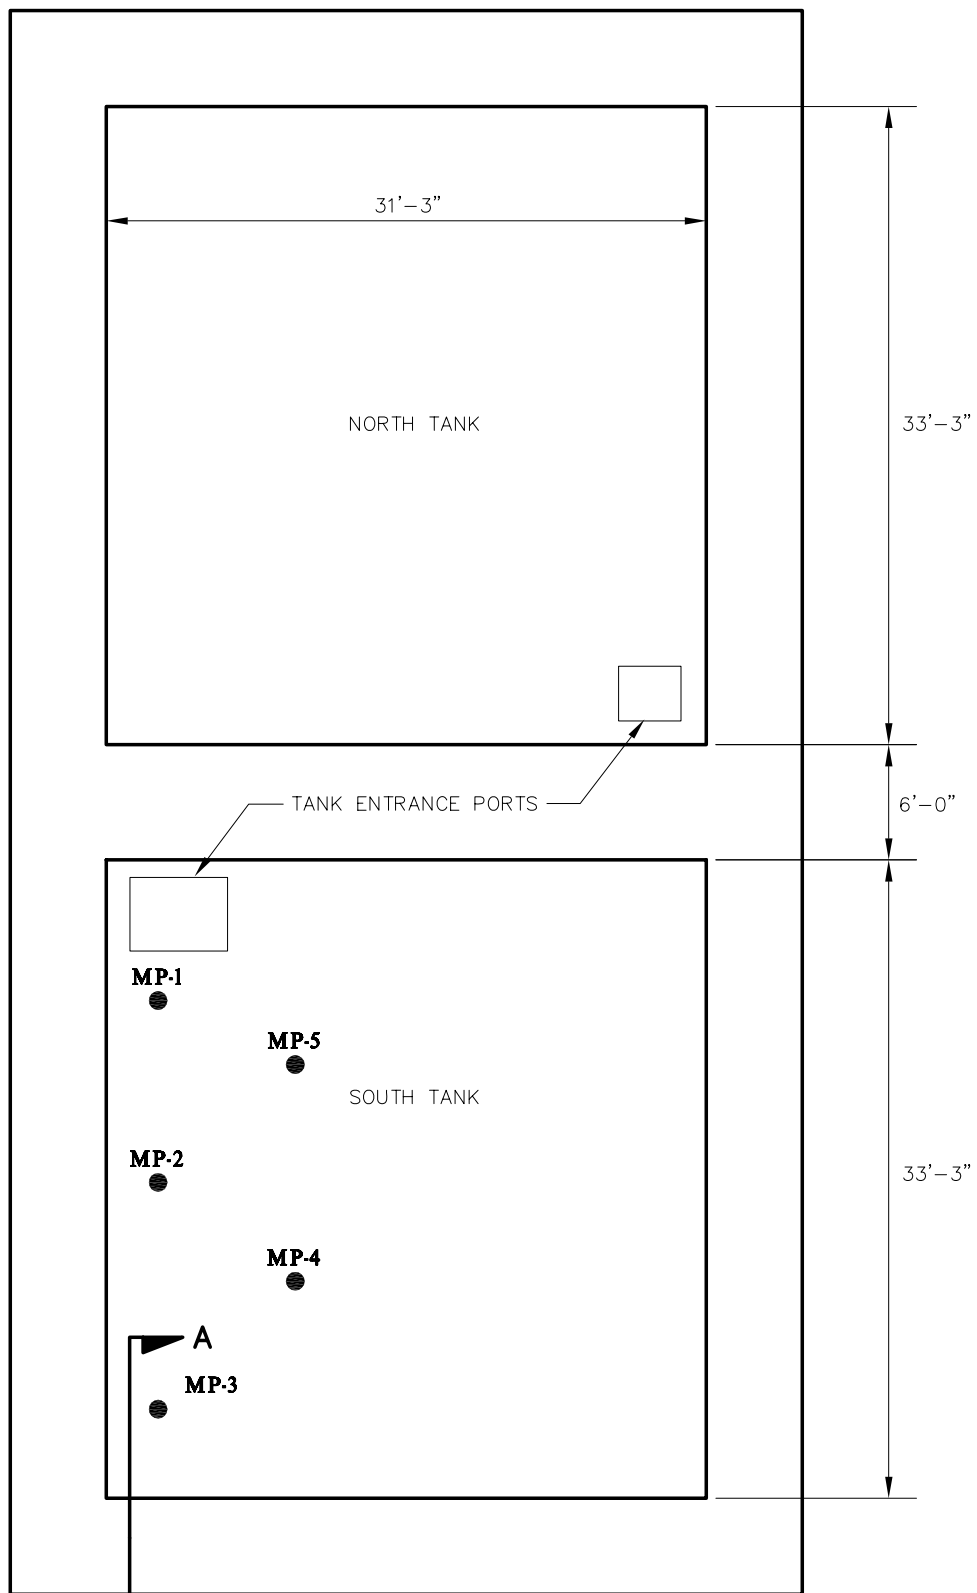 31'-3"
NORTH TANK
33'-3"
TANK ENTRANCE PORTS
6'-0"
MP-1
MP-5
SOUTH TANK
MP-2
33'-3"
MP-4
A
MP-3